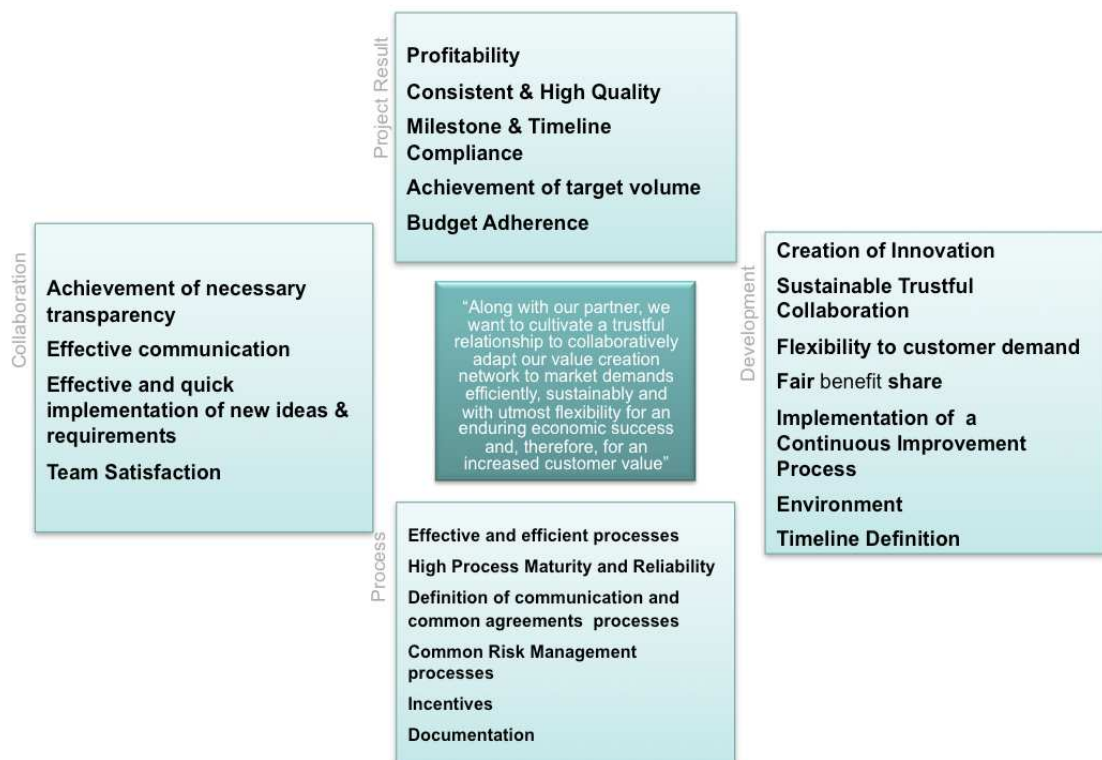 Project Result
Profitability
Consistent & High Quality
Milestone & Timeline
Compliance
Achievement of target volume
Budget Adherence
Collaboration
Achievement of necessary
transparency
Effective communication
Effective and quick
implementation of new ideas &
requirements
Team Satisfaction
“Along with our partner, we
want to cultivate a trustful
relationship to collaboratively
adapt our value creation
network to market demands
efficiently, sustainably and
with utmost flexibility for an
enduring economic success
and, therefore, for an
increased customer value”
Development
Creation of Innovation
Sustainable Trustful
Collaboration
Flexibility to customer demand
Fair benefit share
Implementation of a
Continuous Improvement
Process
Environment
Timeline Definition
Process
Effective and efficient processes
High Process Maturity and Reliability
Definition of communication and
common agreements processes
Common Risk Management
processes
Incentives
Documentation